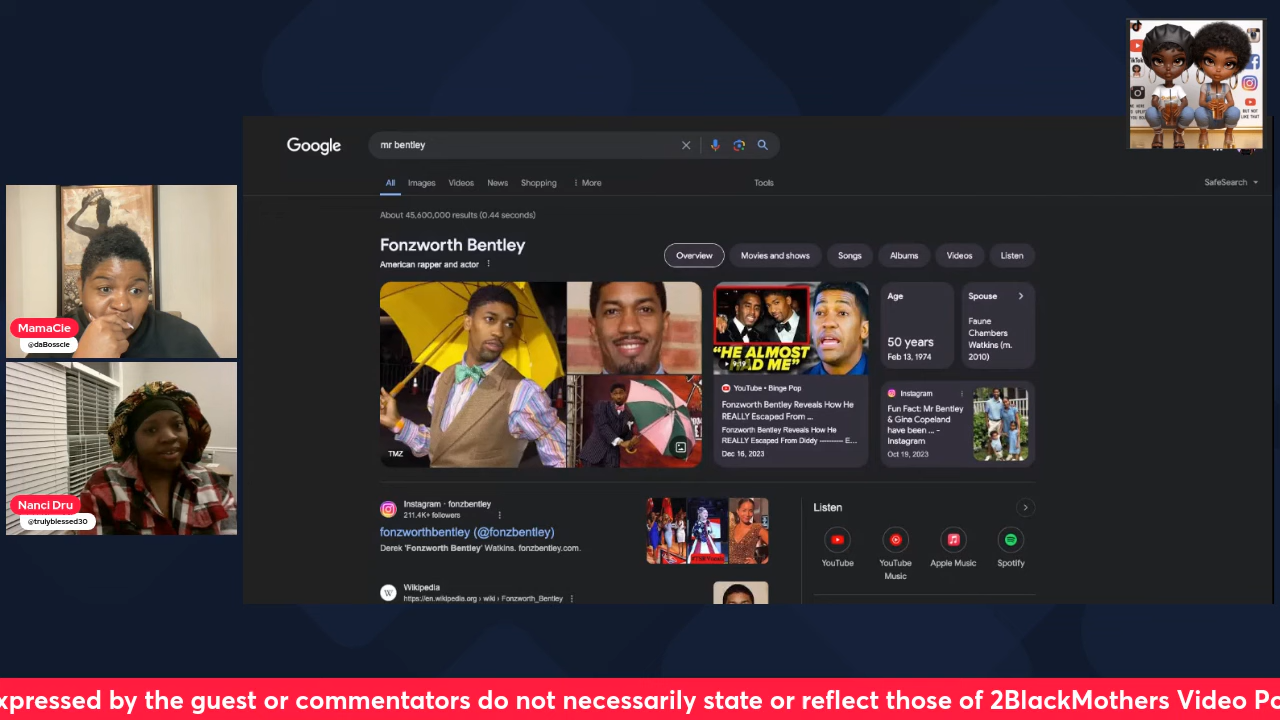 Google
mr bentley
All Images Videos News Shopping More Tools SafeSearch
About 45,600,000 results (0.44 seconds)
Fonzworth Bentley
American rapper and actor
Overview Movies and shows Songs Albums Videos Listen
TMZ
"HE ALMOST
HAD ME"
9:19
YouTube • Binge Pop
Fonzworth Bentley Reveals How He
REALLY Escaped From ...
Fonzworth Bentley Reveals How He
REALLY Escaped From Diddy ---------- E...
Dec 16, 2023
Age
50 years
Feb 13, 1974
Spouse
Faune
Chambers
Watkins (m.
2010)
Instagram
Fun Fact: Mr Bentley
& Gina Copeland
have been ... -
Instagram
Oct 19, 2023
Instagram · fonzbentley
211.4K+ followers
fonzworthbentley (@fonzbentley)
Derek 'Fonzworth Bentley' Watkins. fonzbentley.com.
W
Wikipedia
https://en.wikipedia.org › wiki › Fonzworth_Bentley
Listen
YouTube
YouTube
Music
Apple Music
Spotify
MamaCie
@daBosscie
Nanci Dru
@trulyblessed30
xpressed by the guest or commentators do not necessarily state or reflect those of 2BlackMothers Video Po